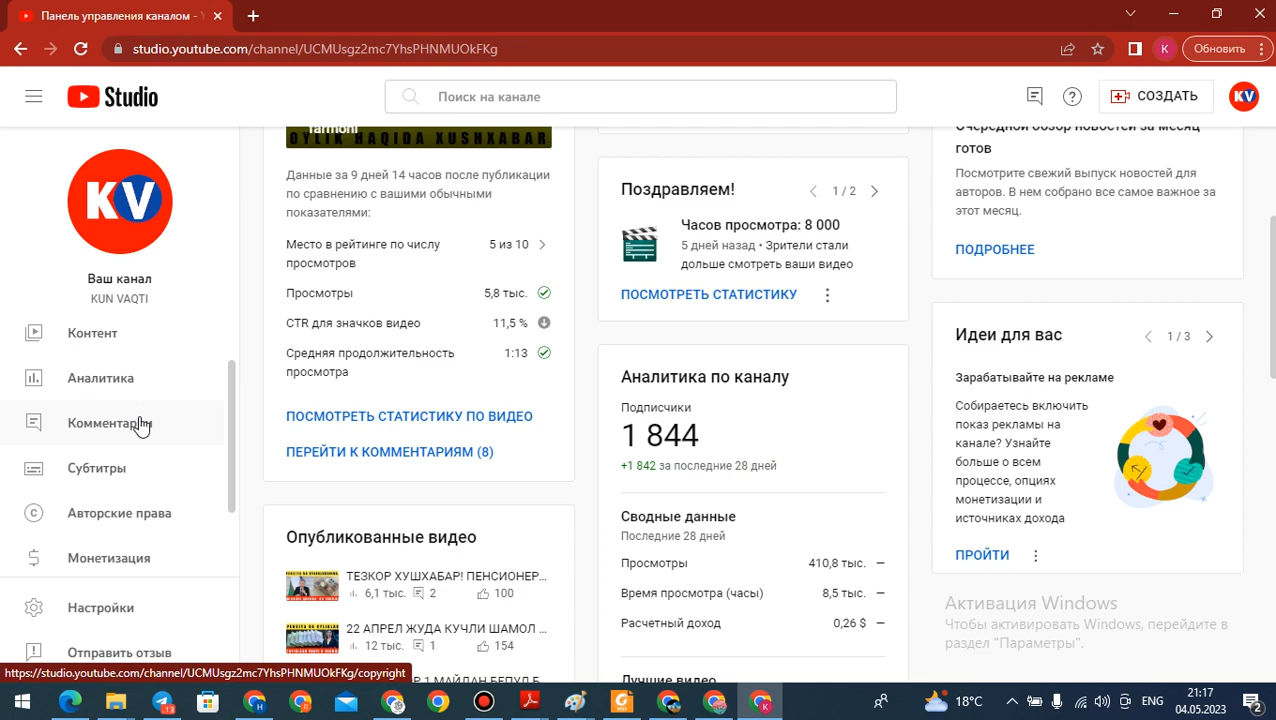 Панель управления каналом - Y
studio.youtube.com/channel/UCMUsgz2mc7YhsPHNMUOkFKg
K
Обновить
Studio
Поиск на канале
СОЗДАТЬ
KV
KV
Ваш канал
KUN VAQTI
Контент
Аналитика
Комментарии
Субтитры
Авторские права
Монетизация
Настройки
Отправить отзыв
https://studio.youtube.com/channel/UCMUsgz2mc7YhsPHNMUOkFKg/copyright
Tarmoni
OYLIK HAQIDA XUSHXABAR
Данные за 9 дней 14 часов после публикации
по сравнению с вашими обычными
показателями:
Место в рейтинге по числу
просмотров
5 из 10
Просмотры
5,8 тыс.
CTR для значков видео
11,5 %
Средняя продолжительность
просмотра
1:13
ПОСМОТРЕТЬ СТАТИСТИКУ ПО ВИДЕО
ПЕРЕЙТИ К КОММЕНТАРИЯМ (8)
Опубликованные видео
ТЕЗКОР ХУШХАБАР! ПЕНСИОНЕР...
6,1 тыс.
2
100
22 АПРЕЛ ЖУДА КУЧЛИ ШАМОЛ ...
12 тыс.
1
154
Р 1 МАЙДАН БЕПУЛ Б
Поздравляем!
1 / 2
Часов просмотра: 8 000
5 дней назад • Зрители стали
дольше смотреть ваши видео
ПОСМОТРЕТЬ СТАТИСТИКУ
Аналитика по каналу
Подписчики
1 844
+1 842 за последние 28 дней
Сводные данные
Последние 28 дней
Просмотры
410,8 тыс. —
Время просмотра (часы)
8,5 тыс. —
Расчетный доход
0,26 $ —
Лучшие видео
Очередной обзор новостей за месяц
готов
Посмотрите свежий выпуск новостей для
авторов. В нем собрано все самое важное за
этот месяц.
ПОДРОБНЕЕ
Идеи для вас
1 / 3
Зарабатывайте на рекламе
Собираетесь включить
показ рекламы на
канале? Узнайте
больше о всем
процессе, опциях
монетизации и
источниках дохода
ПРОЙТИ
Активация Windows
Чтобы активировать Windows, перейдите в
раздел "Параметры".
13
18°C
ENG
21:17
04.05.2023
2